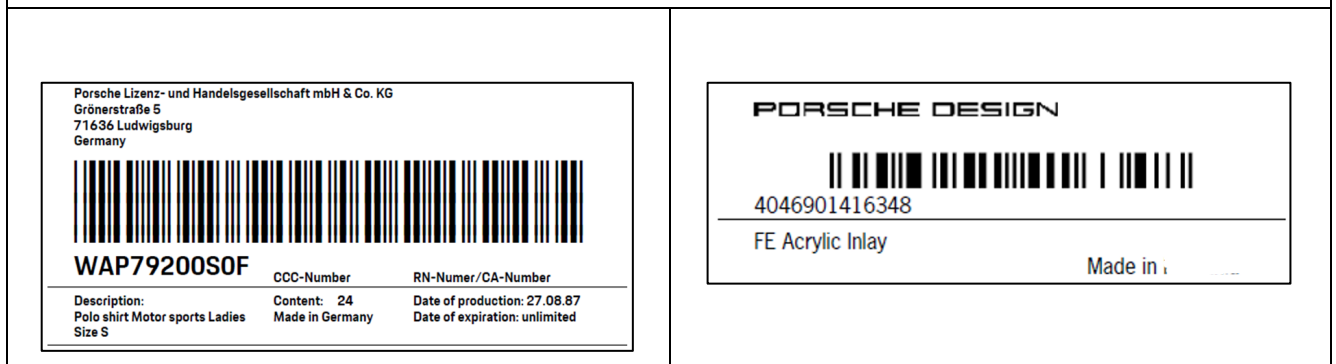 Porsche Lizenz- und Handelsgesellschaft mbH & Co. KG
Grönerstraße 5
71636 Ludwigsburg
Germany
WAP79200S0F
CCC-Number
RN-Numer/CA-Number
Description:
Polo shirt Motor sports Ladies
Size S
Content: 24
Made in Germany
Date of production: 27.08.87
Date of expiration: unlimited
PORSCHE DESIGN
4046901416348
FE Acrylic Inlay
Made in